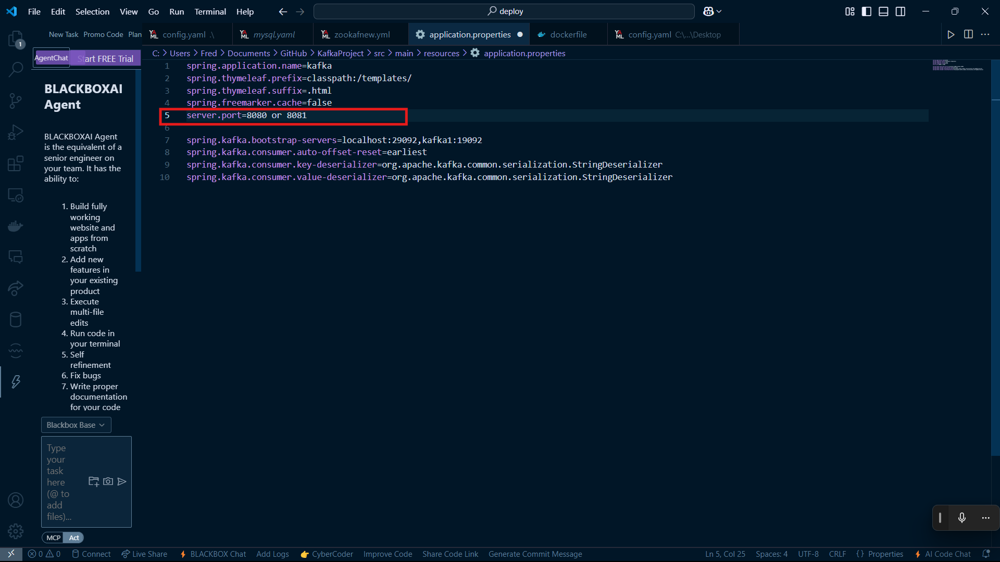 File Edit Selection View Go Run Terminal Help
deploy
New Task Promo Code Plan
config.yaml .\
mysql.yaml
zookafnew.yml
application.properties
dockerfile
config.yaml C:\...\Desktop
1
AgentChat
Start FREE Trial
C: > Users > Fred > Documents > GitHub > KafkaProject > src > main > resources > application.properties
1 spring.application.name=kafka
2 spring.thymeleaf.prefix=classpath:/templates/
3 spring.thymeleaf.suffix=.html
4 spring.freemarker.cache=false
5 server.port=8080 or 8081
6
7 spring.kafka.bootstrap-servers=localhost:29092,kafka1:19092
8 spring.kafka.consumer.auto-offset-reset=earliest
9 spring.kafka.consumer.key-deserializer=org.apache.kafka.common.serialization.StringDeserializer
10 spring.kafka.consumer.value-deserializer=org.apache.kafka.common.serialization.StringDeserializer
BLACKBOXAI
Agent
BLACKBOXAI Agent
is the equivalent of a
senior engineer on
your team. It has the
ability to:
1. Build fully
working
website and
apps from
scratch
2. Add new
features in
your existing
product
3. Execute
multi-file
edits
4. Run code in
your terminal
5. Self
refinement
6. Fix bugs
7. Write proper
documentation
for your code
Blackbox Base
Type
your
task
here
(@ to
add
files)...
MCP Act
0 0 Connect Live Share BLACKBOX Chat Add Logs CyberCoder Improve Code Share Code Link Generate Commit Message Ln 5, Col 25 Spaces: 4 UTF-8 CRLF {} Properties AI Code Chat